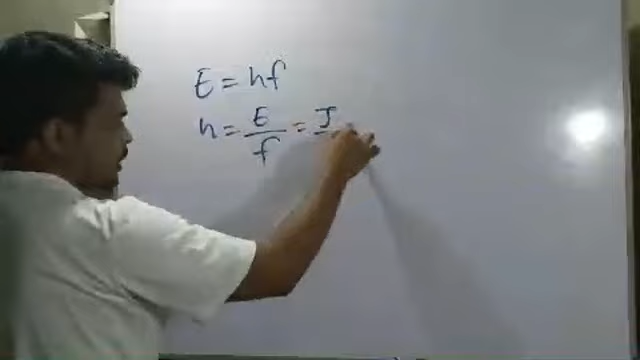 E = hf
h = E/f = J